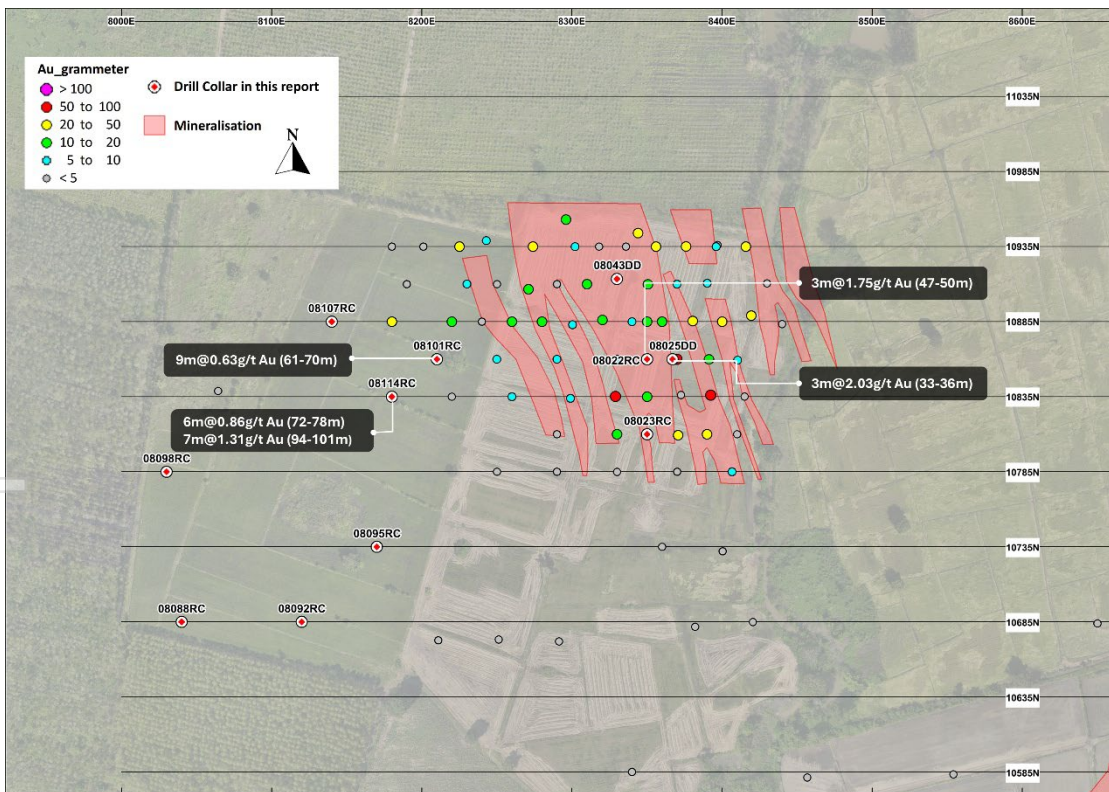 8000E
8100E
8200E
8300E
8400E
8500E
8600E
Au_grammeter
> 100
50 to 100
20 to 50
10 to 20
5 to 10
< 5
Drill Collar in this report
Mineralisation
N
11035N
10985N
10935N
08043DD
3m@1.75g/t Au (47-50m)
08107RC
10885N
08101RC
08022RC
08025DD
9m@0.63g/t Au (61-70m)
3m@2.03g/t Au (33-36m)
08114RC
10835N
6m@0.86g/t Au (72-78m)
7m@1.31g/t Au (94-101m)
08023RC
08098RC
10785N
08095RC
10735N
08088RC
08092RC
10685N
10635N
10585N